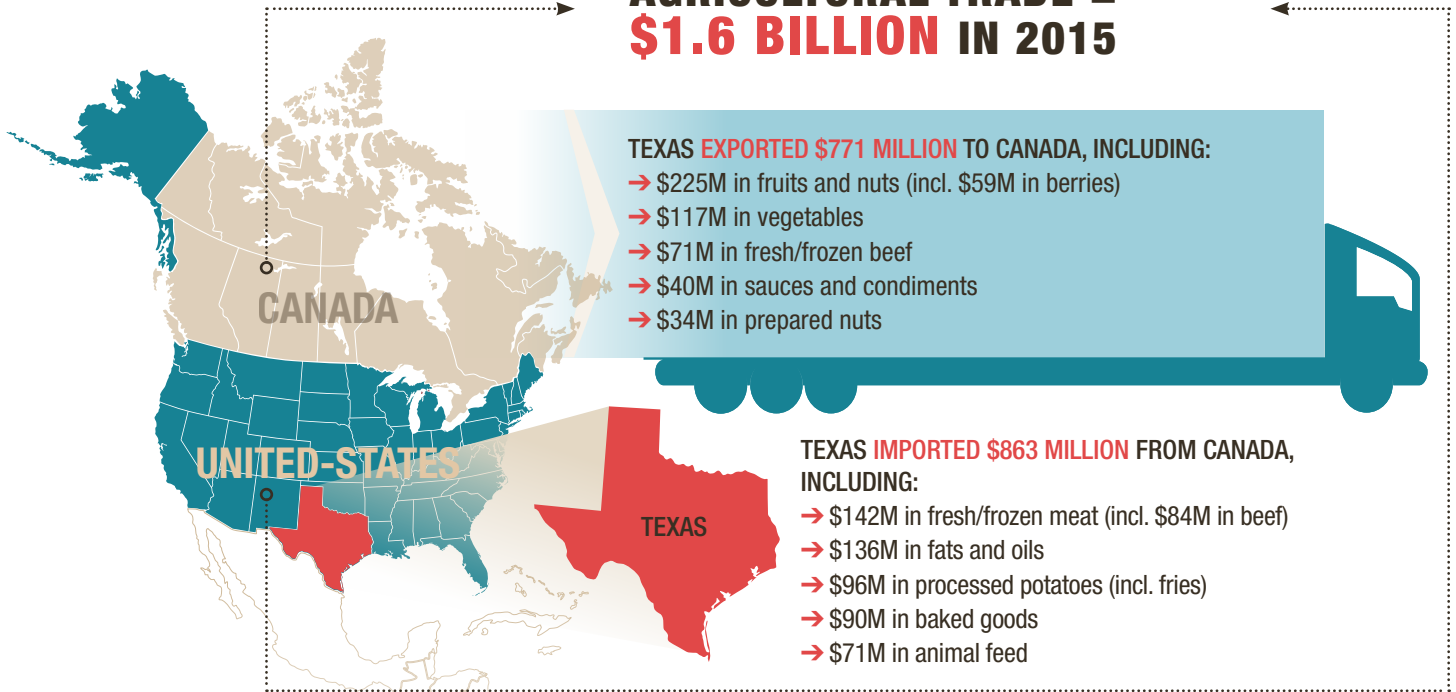 AGRICULTURAL TRADE =
$1.6 BILLION IN 2015
TEXAS EXPORTED $771 MILLION TO CANADA, INCLUDING:
➔ $225M in fruits and nuts (incl. $59M in berries)
➔ $117M in vegetables
➔ $71M in fresh/frozen beef
➔ $40M in sauces and condiments
➔ $34M in prepared nuts
CANADA
UNITED-STATES
TEXAS
TEXAS IMPORTED $863 MILLION FROM CANADA,
INCLUDING:
➔ $142M in fresh/frozen meat (incl. $84M in beef)
➔ $136M in fats and oils
➔ $96M in processed potatoes (incl. fries)
➔ $90M in baked goods
➔ $71M in animal feed